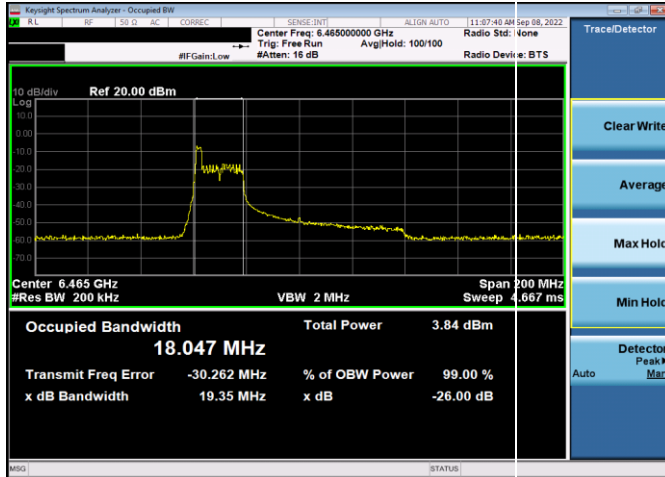 Keysight Spectrum Analyzer - Occupied BW
RL RF 50 Ω AC CORREC SENSE:INT ALIGN AUTO 11:07:40 AM Sep 08, 2022
Center Freq: 6.465000000 GHz Radio Std: None
Trig: Free Run Avg|Hold: 100/100
#IFGain:Low #Atten: 16 dB Radio Device: BTS
Trace/Detector
10 dB/div Ref 20.00 dBm
Log
10.0
0.00
-10.0
-20.0
-30.0
-40.0
-50.0
-60.0
-70.0
Center 6.465 GHz Span 200 MHz
#Res BW 200 kHz VBW 2 MHz Sweep 4.667 ms
Occupied Bandwidth Total Power 3.84 dBm
18.047 MHz
Transmit Freq Error -30.262 MHz % of OBW Power 99.00 %
x dB Bandwidth 19.35 MHz x dB -26.00 dB
Clear Write
Average
Max Hold
Min Hold
Detector
Peak
Auto Man
MSG STATUS